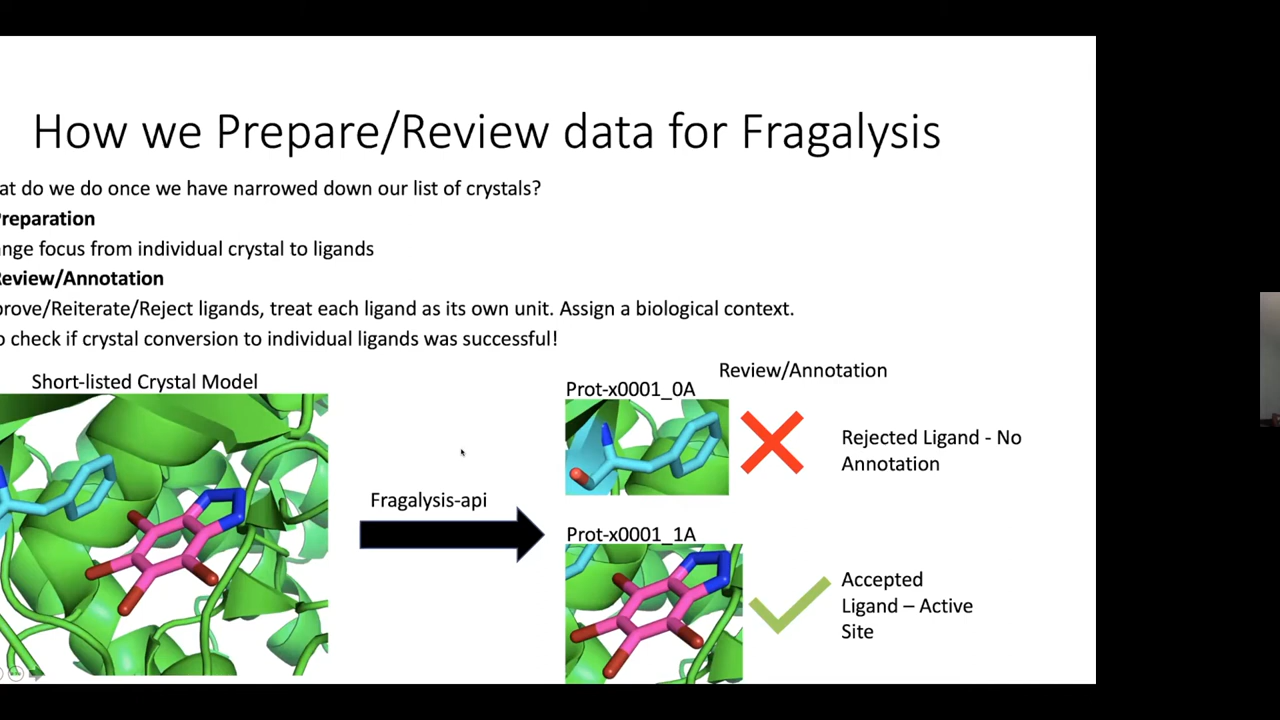 How we Prepare/Review data for Fragalysis
at do we do once we have narrowed down our list of crystals?
Preparation
nge focus from individual crystal to ligands
Review/Annotation
prove/Reiterate/Reject ligands, treat each ligand as its own unit. Assign a biological context.
o check if crystal conversion to individual ligands was successful!
Short-listed Crystal Model
Fragalysis-api
Review/Annotation
Prot-x0001_0A
Rejected Ligand - No
Annotation
Prot-x0001_1A
Accepted
Ligand – Active
Site